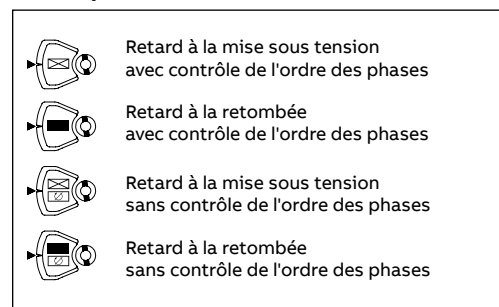 Retard à la mise sous tension
avec contrôle de l'ordre des phases
Retard à la retombée
avec contrôle de l'ordre des phases
Retard à la mise sous tension
sans contrôle de l'ordre des phases
Retard à la retombée
sans contrôle de l'ordre des phases